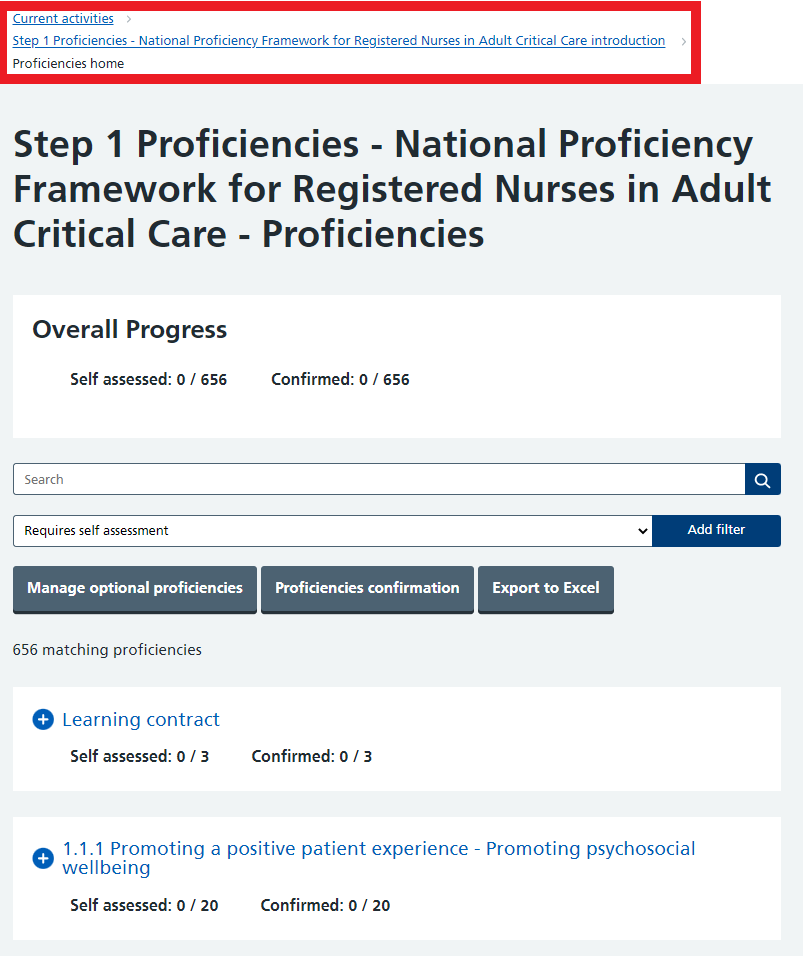 Current activities
Step 1 Proficiencies - National Proficiency Framework for Registered Nurses in Adult Critical Care introduction
Proficiencies home
Step 1 Proficiencies - National Proficiency
Framework for Registered Nurses in Adult
Critical Care - Proficiencies
Overall Progress
Self assessed: 0 / 656 Confirmed: 0 / 656
Search
Requires self assessment Add filter
Manage optional proficiencies Proficiencies confirmation Export to Excel
656 matching proficiencies
Learning contract
Self assessed: 0 / 3 Confirmed: 0 / 3
1.1.1 Promoting a positive patient experience - Promoting psychosocial
wellbeing
Self assessed: 0 / 20 Confirmed: 0 / 20